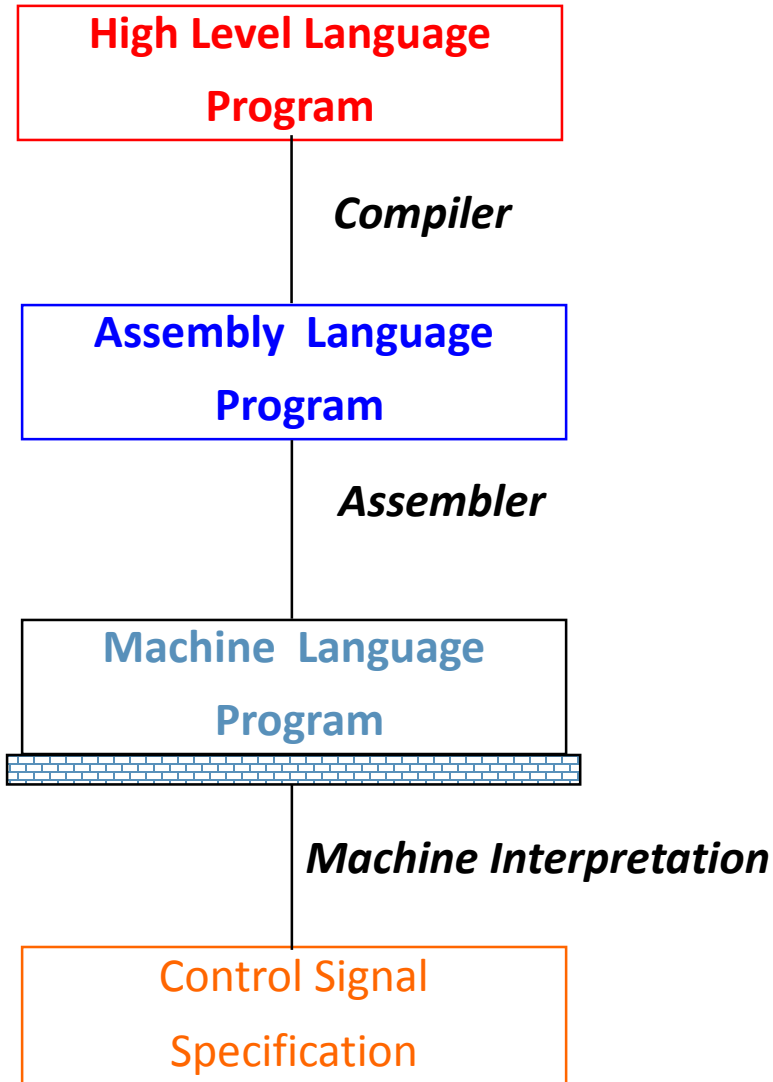 High Level Language
Program
Compiler
Assembly Language
Program
Assembler
Machine Language
Program
Machine Interpretation
Control Signal
Specification